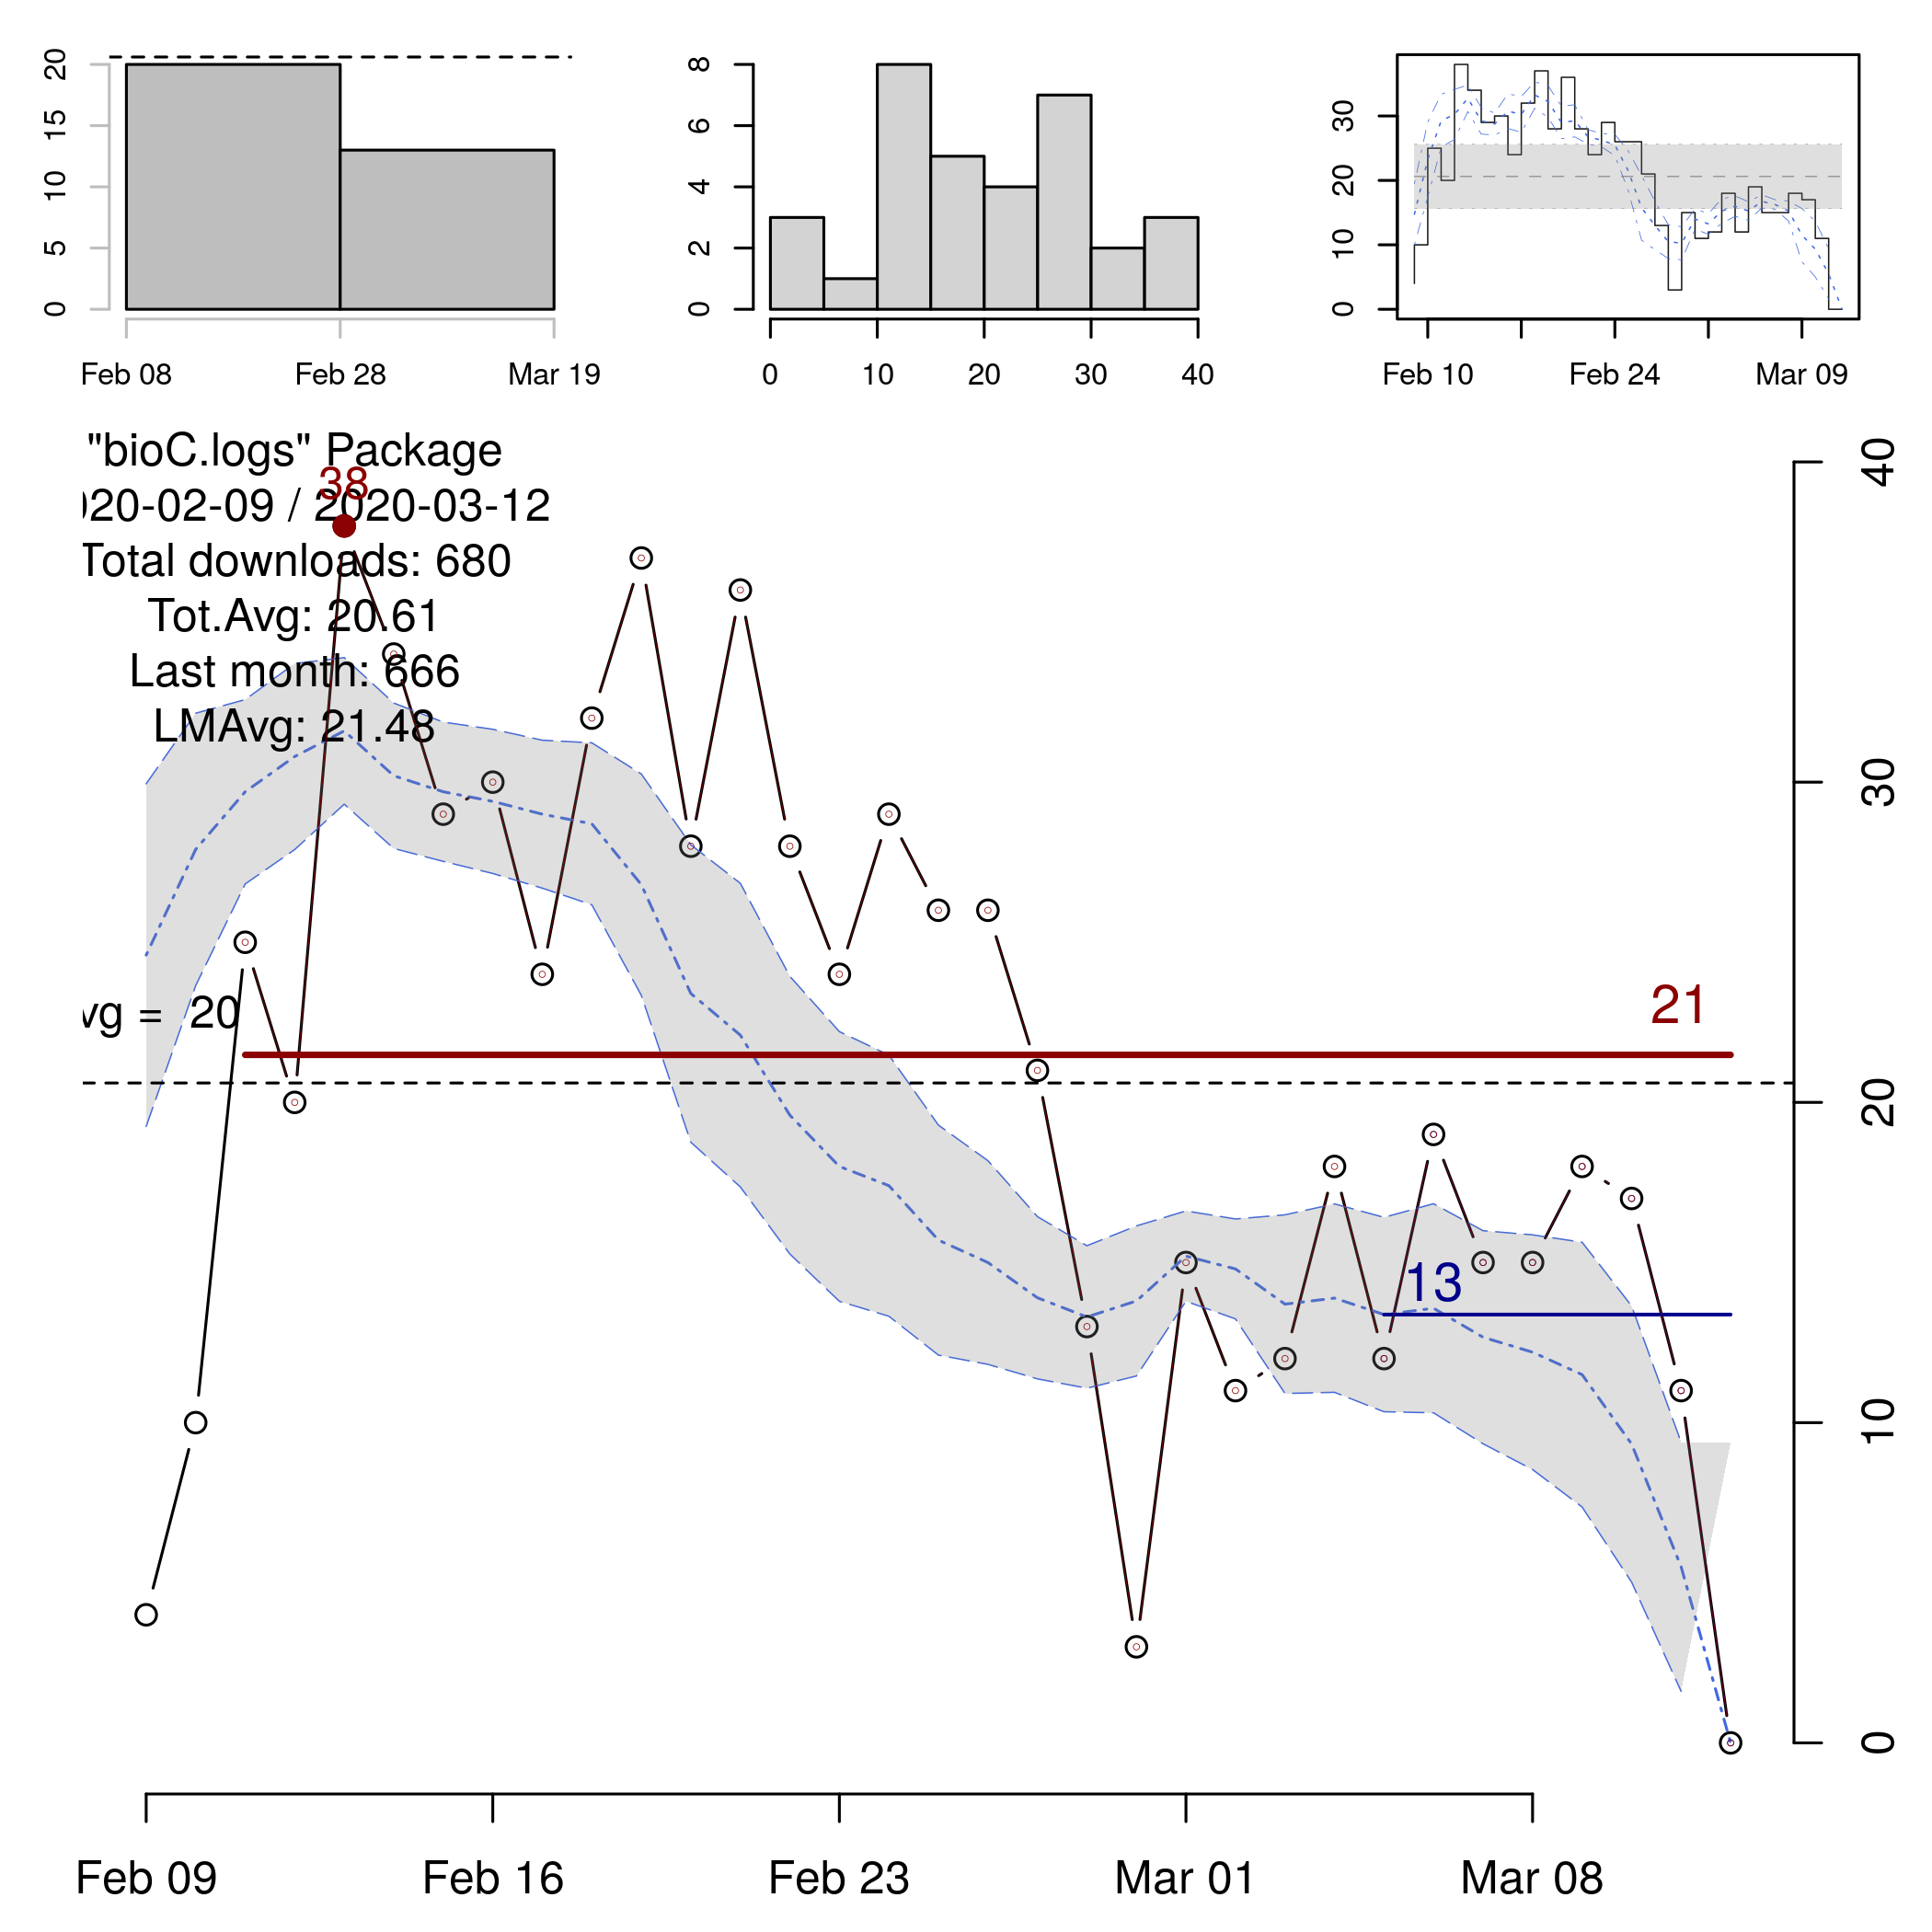 20
15
10
5
0
Feb 08 Feb 28 Mar 19
8
6
4
2
0
0 10 20 30 40
30
20
10
0
Feb 10 Feb 24 Mar 09
"bioC.logs" Package
38
020-02-09 / 2020-03-12
Total downloads: 680
Tot.Avg: 20.61
Last month: 666
LMAvg: 21.48
vg = 20
21
13
40
30
20
10
0
Feb 09 Feb 16 Feb 23 Mar 01 Mar 08